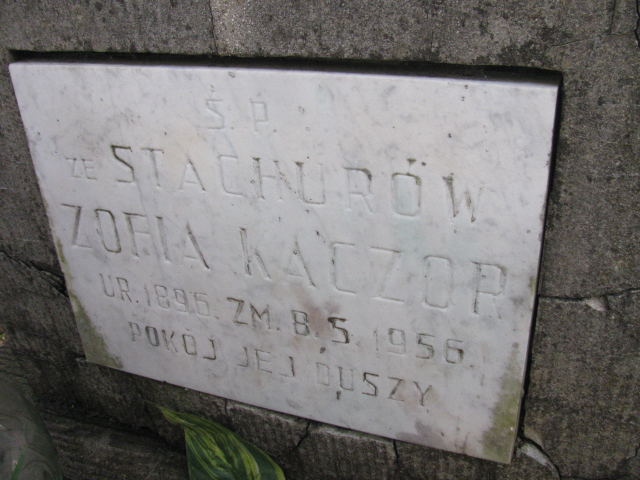 Ś. P.
ZE STACHURÓW
ZOFIA KACZOR
UR. 1896. ZM. 8. 5. 1956.
POKÓJ JEJ DUSZY